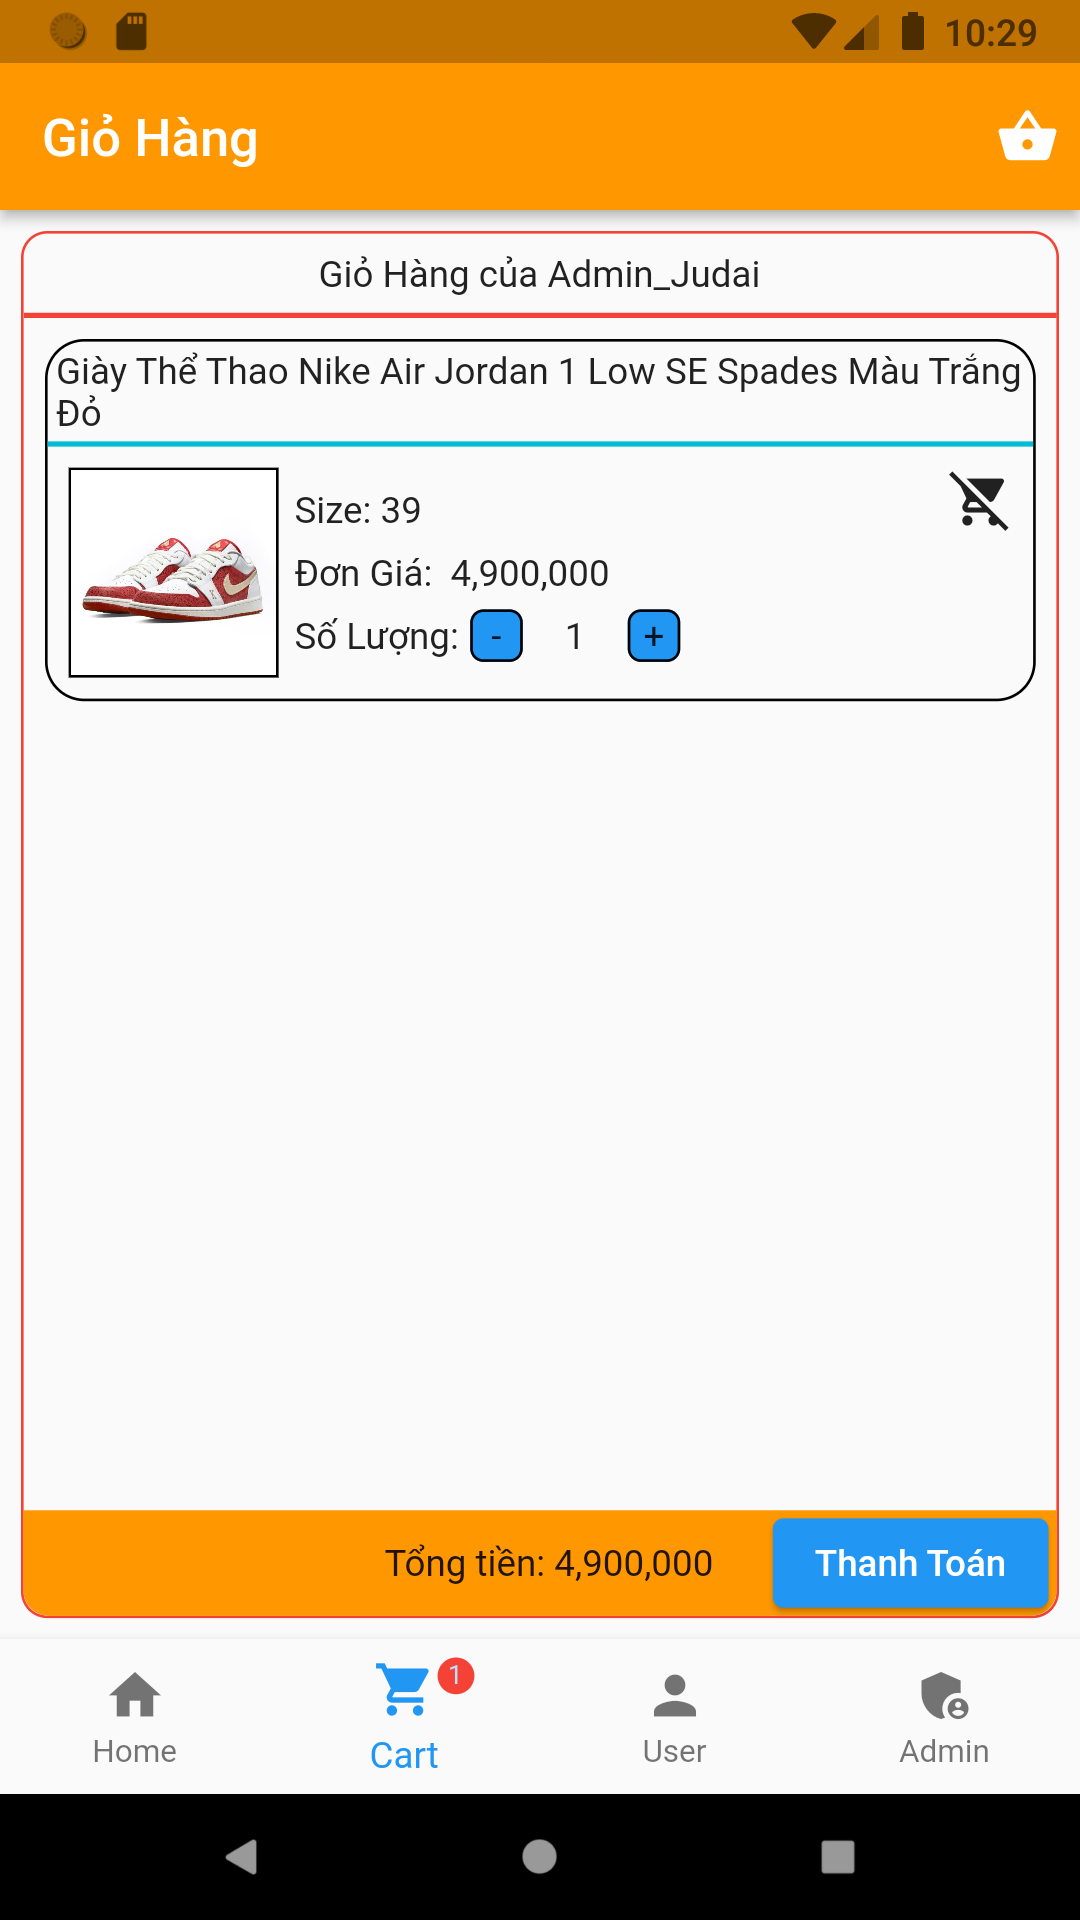 10:29
Giỏ Hàng
Giỏ Hàng của Admin_Judai
Giày Thể Thao Nike Air Jordan 1 Low SE Spades Màu Trắng
Đỏ
Size: 39
Đơn Giá: 4,900,000
Số Lượng: - 1 +
Tổng tiền: 4,900,000 Thanh Toán
1
Home Cart User Admin